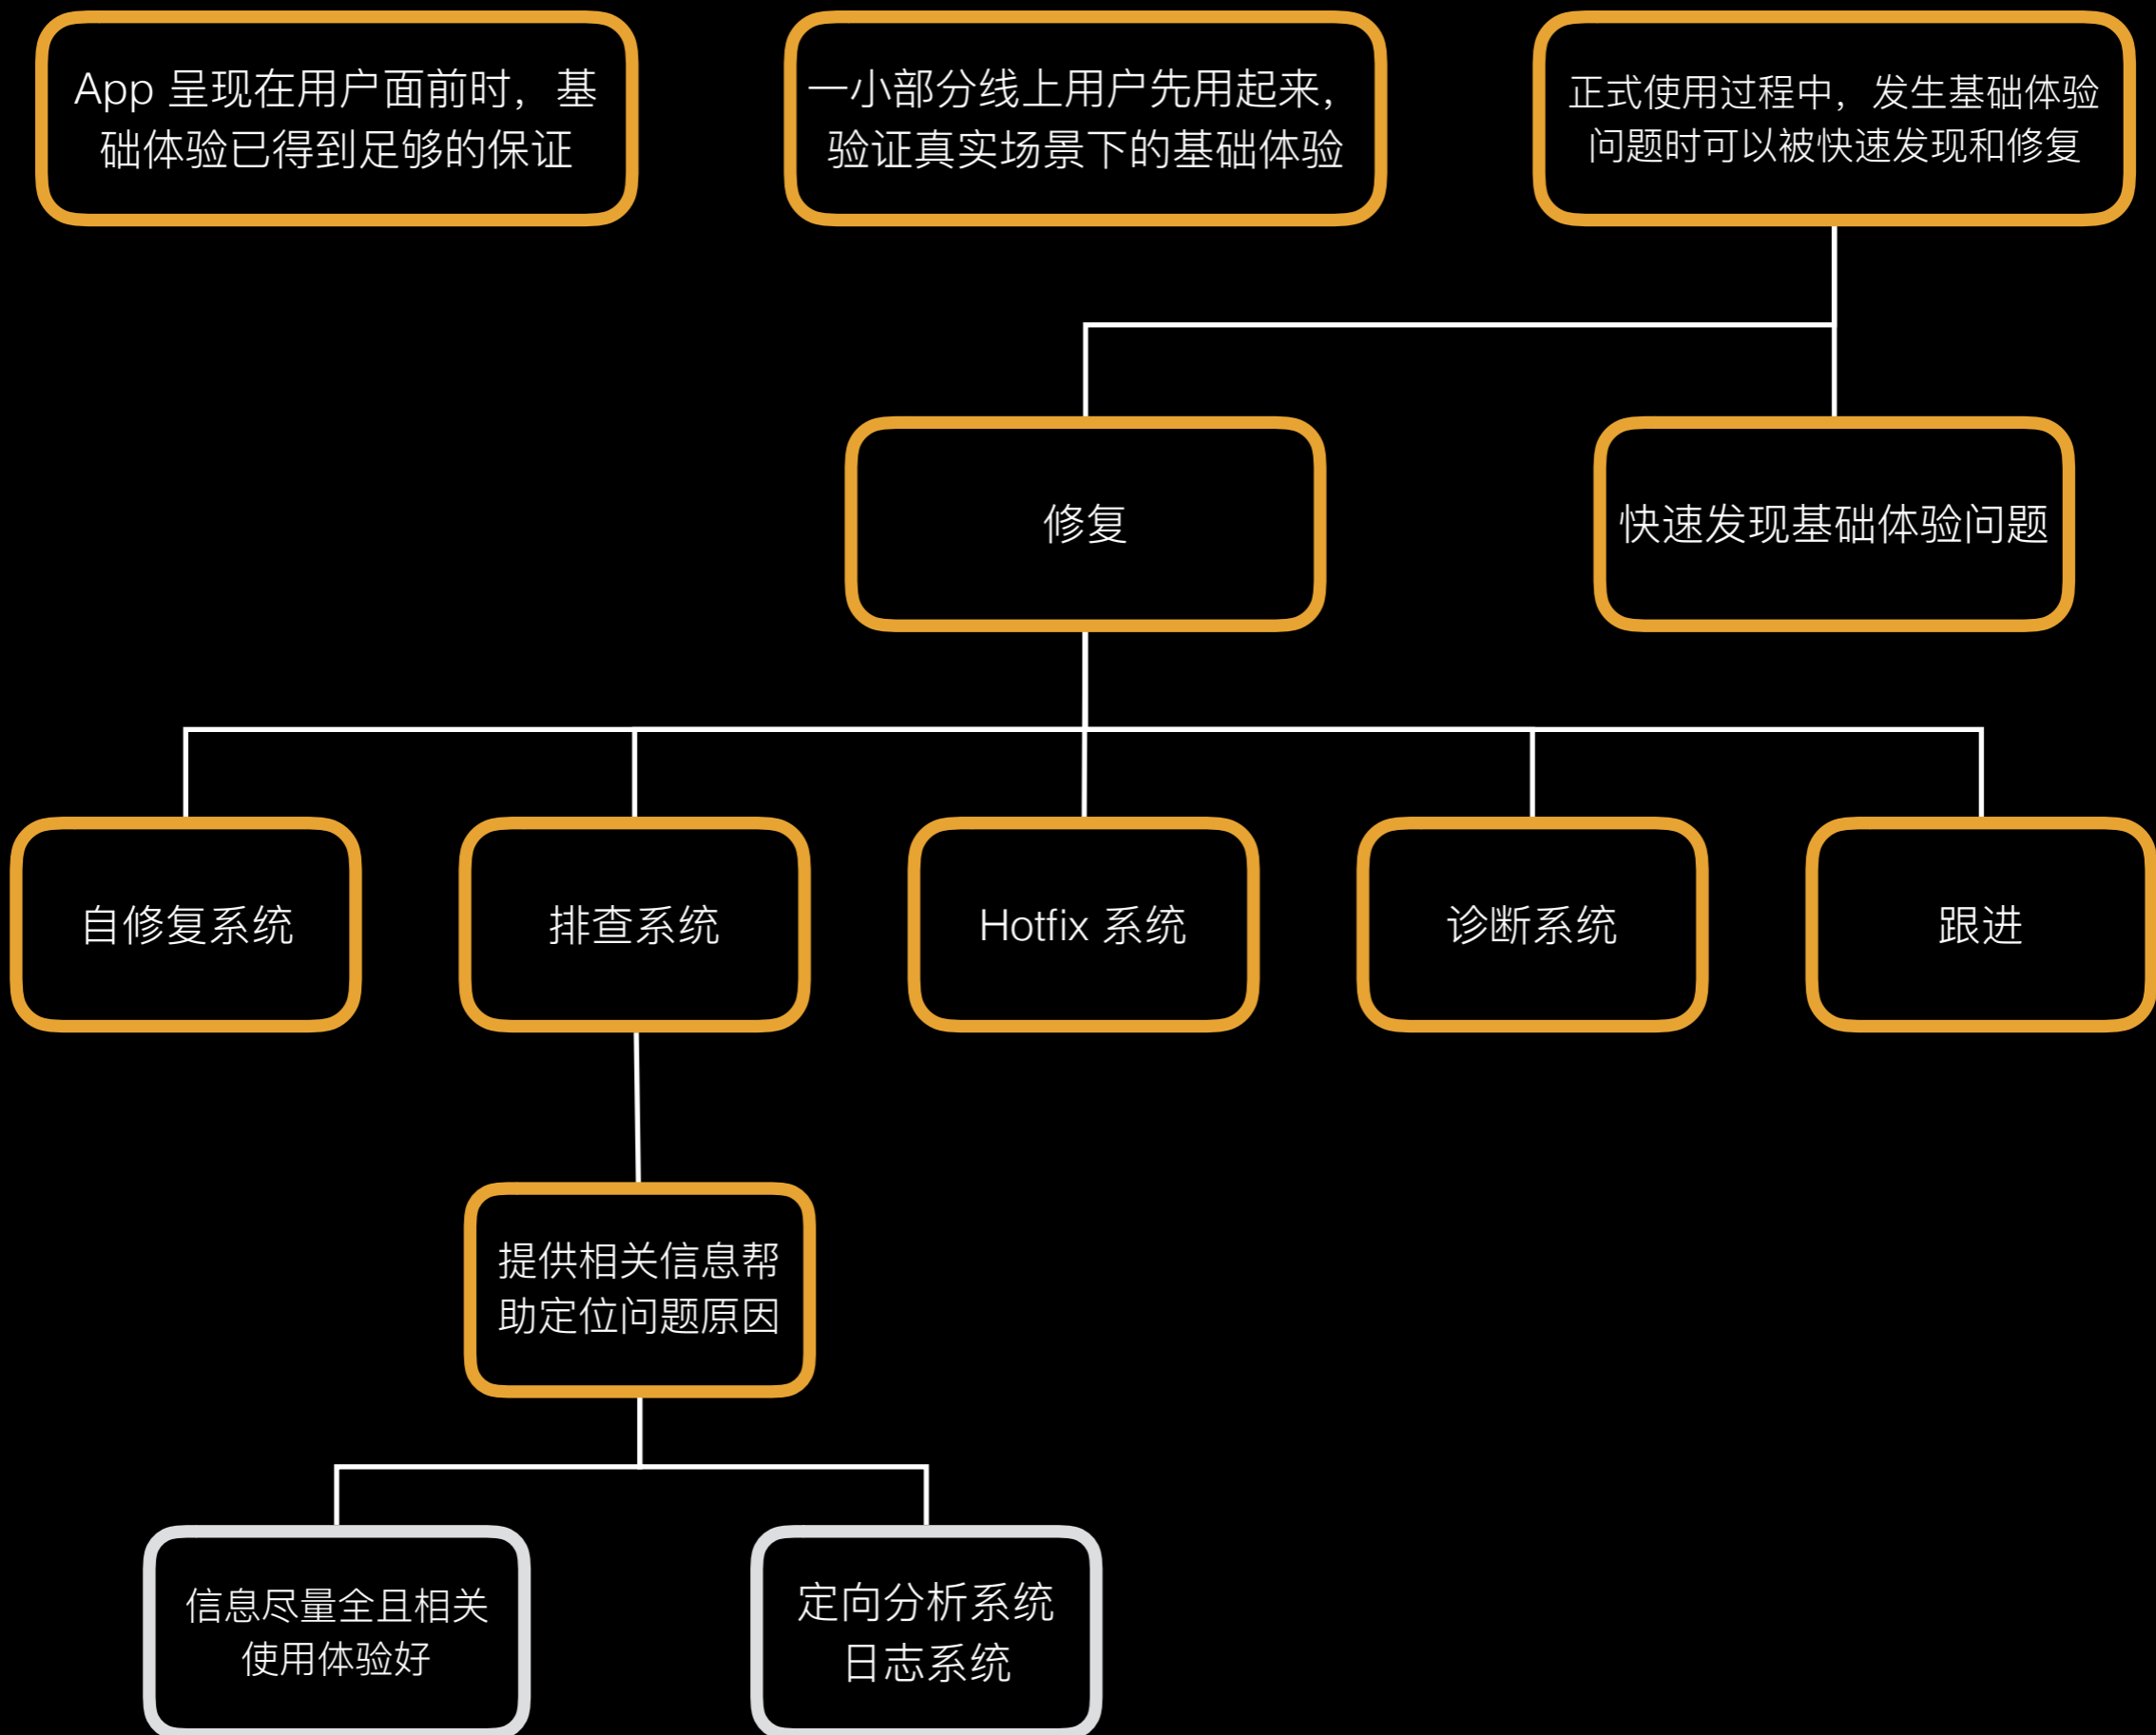 App 呈现在用户面前时，基
础体验已得到足够的保证
一小部分线上用户先用起来，
验证真实场景下的基础体验
正式使用过程中，发生基础体验
问题时可以被快速发现和修复
修复
快速发现基础体验问题
自修复系统
排查系统
Hotfix 系统
诊断系统
跟进
提供相关信息帮
助定位问题原因
信息尽量全且相关
使用体验好
定向分析系统
日志系统